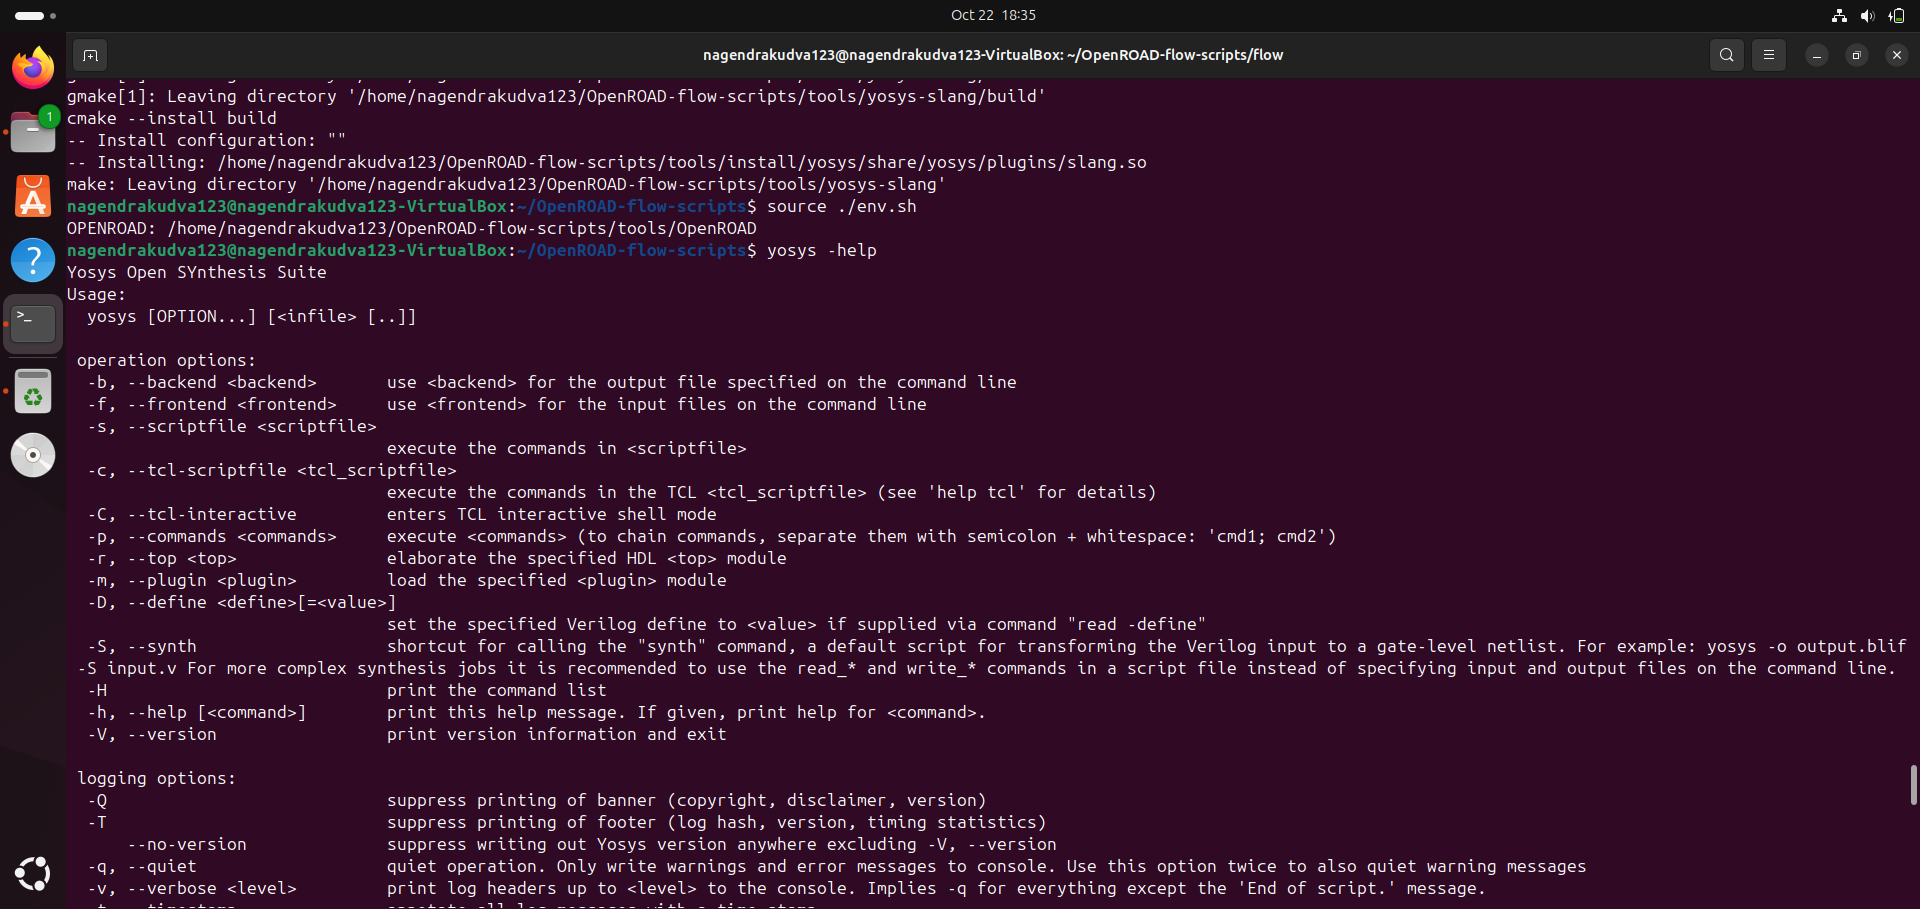 Oct 22 18:35
nagendrakudva123@nagendrakudva123-VirtualBox: ~/OpenROAD-flow-scripts/flow
gmake[1]: Leaving directory '/home/nagendrakudva123/OpenROAD-flow-scripts/tools/yosys-slang/build'
cmake --install build
-- Install configuration: ""
-- Installing: /home/nagendrakudva123/OpenROAD-flow-scripts/tools/install/yosys/share/yosys/plugins/slang.so
make: Leaving directory '/home/nagendrakudva123/OpenROAD-flow-scripts/tools/yosys-slang'
nagendrakudva123@nagendrakudva123-VirtualBox:~/OpenROAD-flow-scripts$ source ./env.sh
OPENROAD: /home/nagendrakudva123/OpenROAD-flow-scripts/tools/OpenROAD
nagendrakudva123@nagendrakudva123-VirtualBox:~/OpenROAD-flow-scripts$ yosys -help
Yosys Open SYnthesis Suite
Usage:
yosys [OPTION...] [<infile> [..]]
operation options:
-b, --backend <backend> use <backend> for the output file specified on the command line
-f, --frontend <frontend> use <frontend> for the input files on the command line
-s, --scriptfile <scriptfile>
execute the commands in <scriptfile>
-c, --tcl-scriptfile <tcl_scriptfile>
execute the commands in the TCL <tcl_scriptfile> (see 'help tcl' for details)
-C, --tcl-interactive enters TCL interactive shell mode
-p, --commands <commands> execute <commands> (to chain commands, separate them with semicolon + whitespace: 'cmd1; cmd2')
-r, --top <top> elaborate the specified HDL <top> module
-m, --plugin <plugin> load the specified <plugin> module
-D, --define <define>[=<value>]
set the specified Verilog define to <value> if supplied via command "read -define"
-S, --synth shortcut for calling the "synth" command, a default script for transforming the Verilog input to a gate-level netlist. For example: yosys -o output.blif
-S input.v For more complex synthesis jobs it is recommended to use the read_* and write_* commands in a script file instead of specifying input and output files on the command line.
-H print the command list
-h, --help [<command>] print this help message. If given, print help for <command>.
-V, --version print version information and exit
logging options:
-Q suppress printing of banner (copyright, disclaimer, version)
-T suppress printing of footer (log hash, version, timing statistics)
--no-version suppress writing out Yosys version anywhere excluding -V, --version
-q, --quiet quiet operation. Only write warnings and error messages to console. Use this option twice to also quiet warning messages
-v, --verbose <level> print log headers up to <level> to the console. Implies -q for everything except the 'End of script.' message.